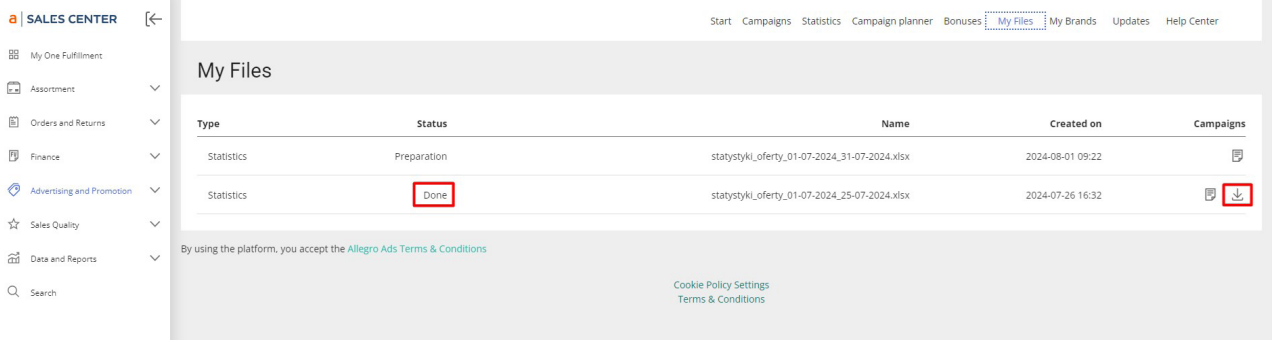 a SALES CENTER
Start Campaigns Statistics Campaign planner Bonuses My Files My Brands Updates Help Center
My One Fulfillment
Assortment
Orders and Returns
Finance
Advertising and Promotion
Sales Quality
Data and Reports
Search
My Files
Type Status Name Created on Campaigns
Statistics Preparation statystyki_oferty_01-07-2024_31-07-2024.xlsx 2024-08-01 09:22
Statistics Done statystyki_oferty_01-07-2024_25-07-2024.xlsx 2024-07-26 16:32
By using the platform, you accept the Allegro Ads Terms & Conditions
Cookie Policy Settings
Terms & Conditions